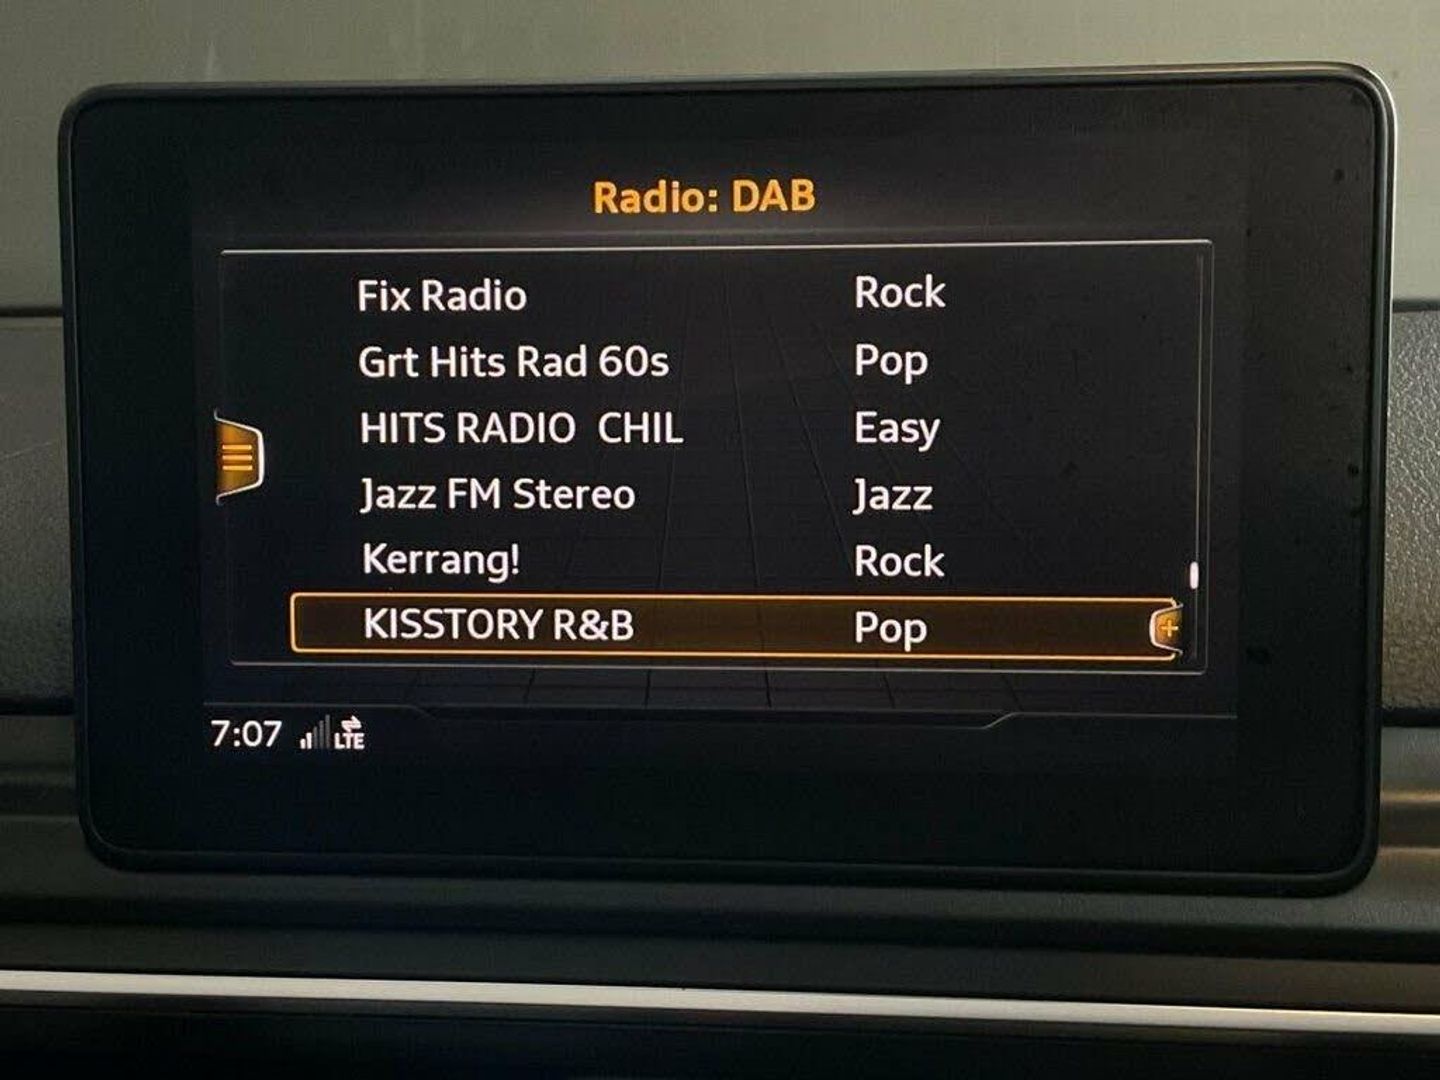 Radio: DAB
Fix Radio Rock
Grt Hits Rad 60s Pop
HITS RADIO  CHIL Easy
Jazz FM Stereo Jazz
Kerrang! Rock
KISSTORY R&B Pop
7:07 LTE